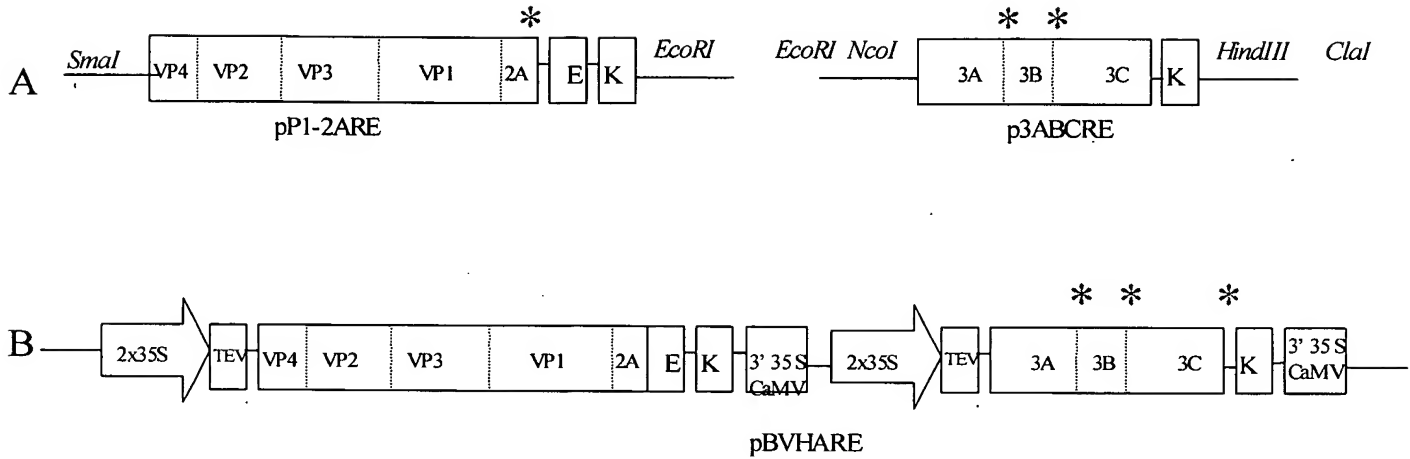 * * *
SmaI EcoRI EcoRI NcoI HindIII ClaI
A VP4 VP2 VP3 VP1 2A E K 3A 3B 3C K
pP1-2ARE p3ABCRE
* * *
B 2x35S TEV VP4 VP2 VP3 VP1 2A E K 3' 35 S 2x35S TEV 3A 3B 3C K 3' 35 S
CaMV CaMV
pBVHARE